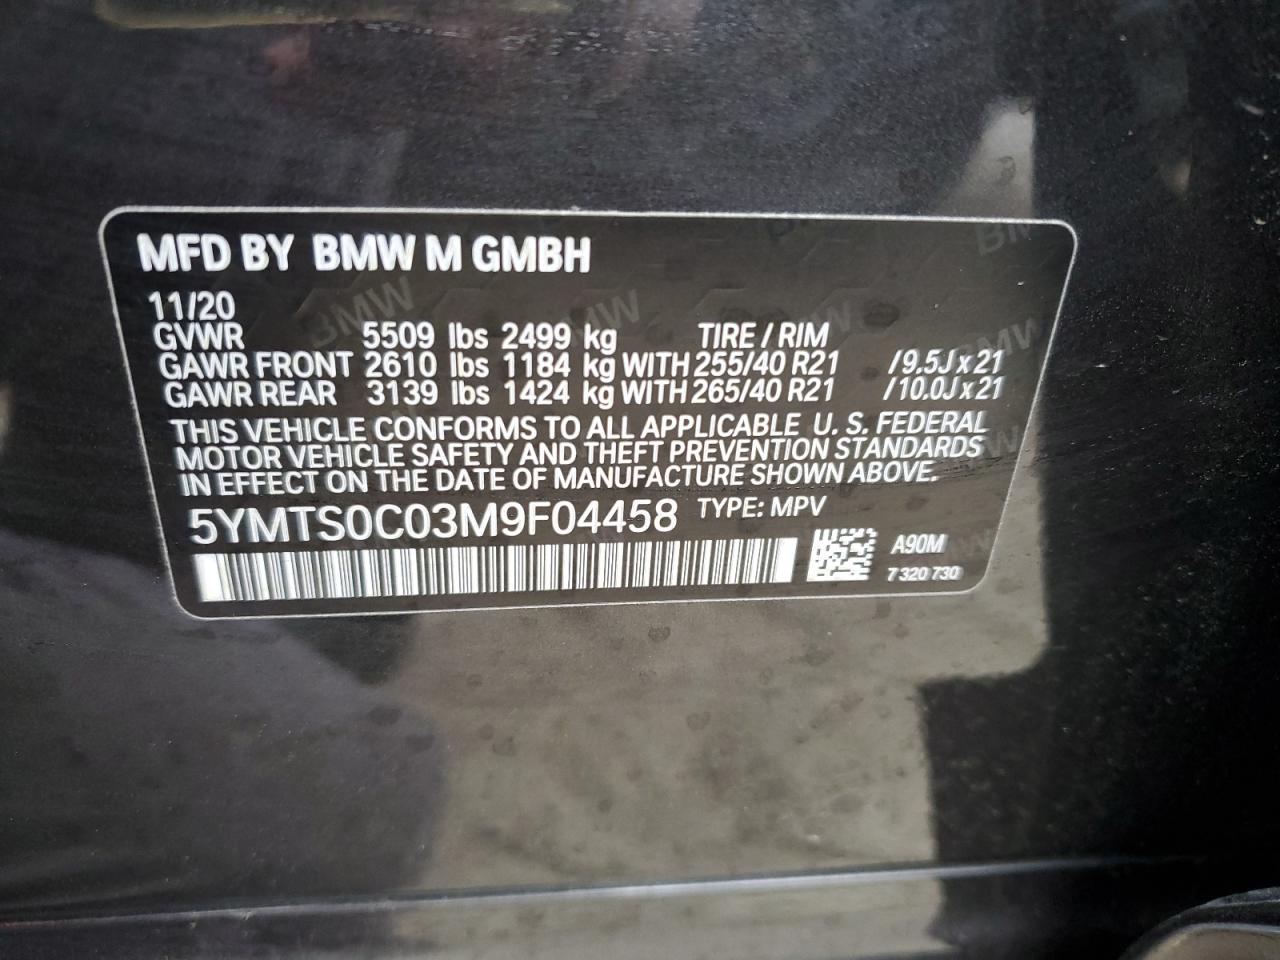 MFD BY BMW M GMBH
11/20
GVWR 5509 lbs 2499 kg TIRE / RIM
GAWR FRONT 2610 lbs 1184 kg WITH 255/40 R21 /9.5J x 21
GAWR REAR 3139 lbs 1424 kg WITH 265/40 R21 /10.0J x 21
THIS VEHICLE CONFORMS TO ALL APPLICABLE U. S. FEDERAL
MOTOR VEHICLE SAFETY AND THEFT PREVENTION STANDARDS
IN EFFECT ON THE DATE OF MANUFACTURE SHOWN ABOVE.
5YMTS0C03M9F04458 TYPE: MPV
A90M
7 320 730